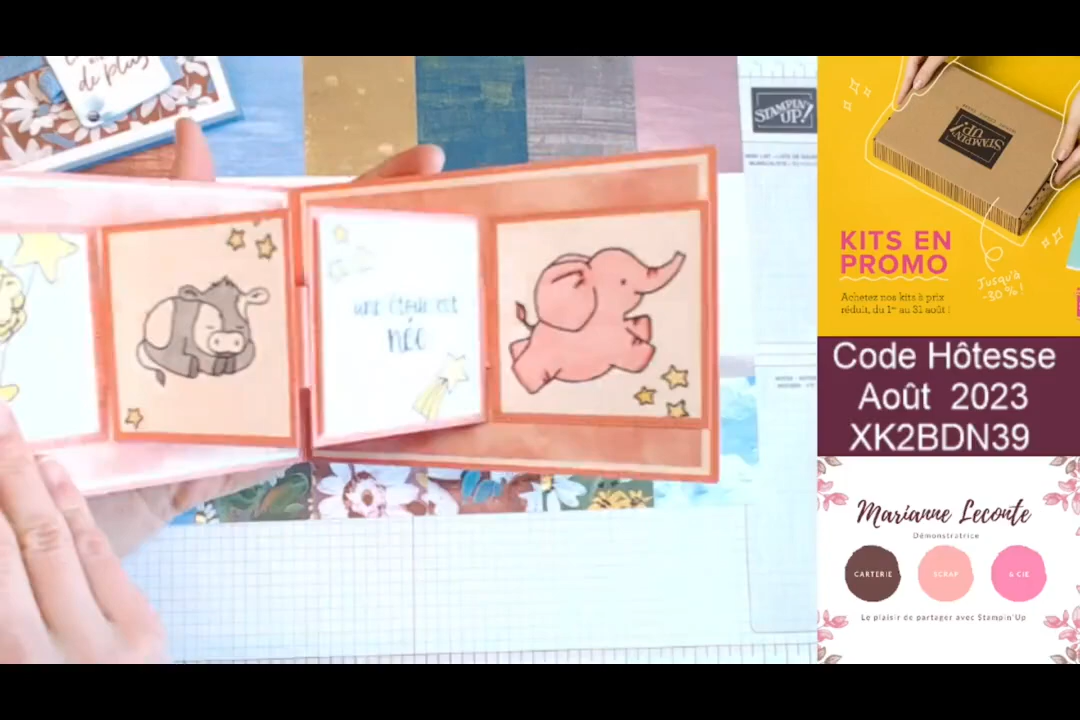 de plus
STAMPIN'
UP!
une étoile est
née
STAMPIN'
UP!
KITS EN
PROMO
Jusqu'à
-30 % !
Achetez nos kits à prix
réduit, du 1er au 31 août !
Code Hôtesse
Août 2023
XK2BDN39
Marianne Leconte
Démonstratrice
CARTERIE
SCRAP
& CIE
Le plaisir de partager avec Stampin'Up